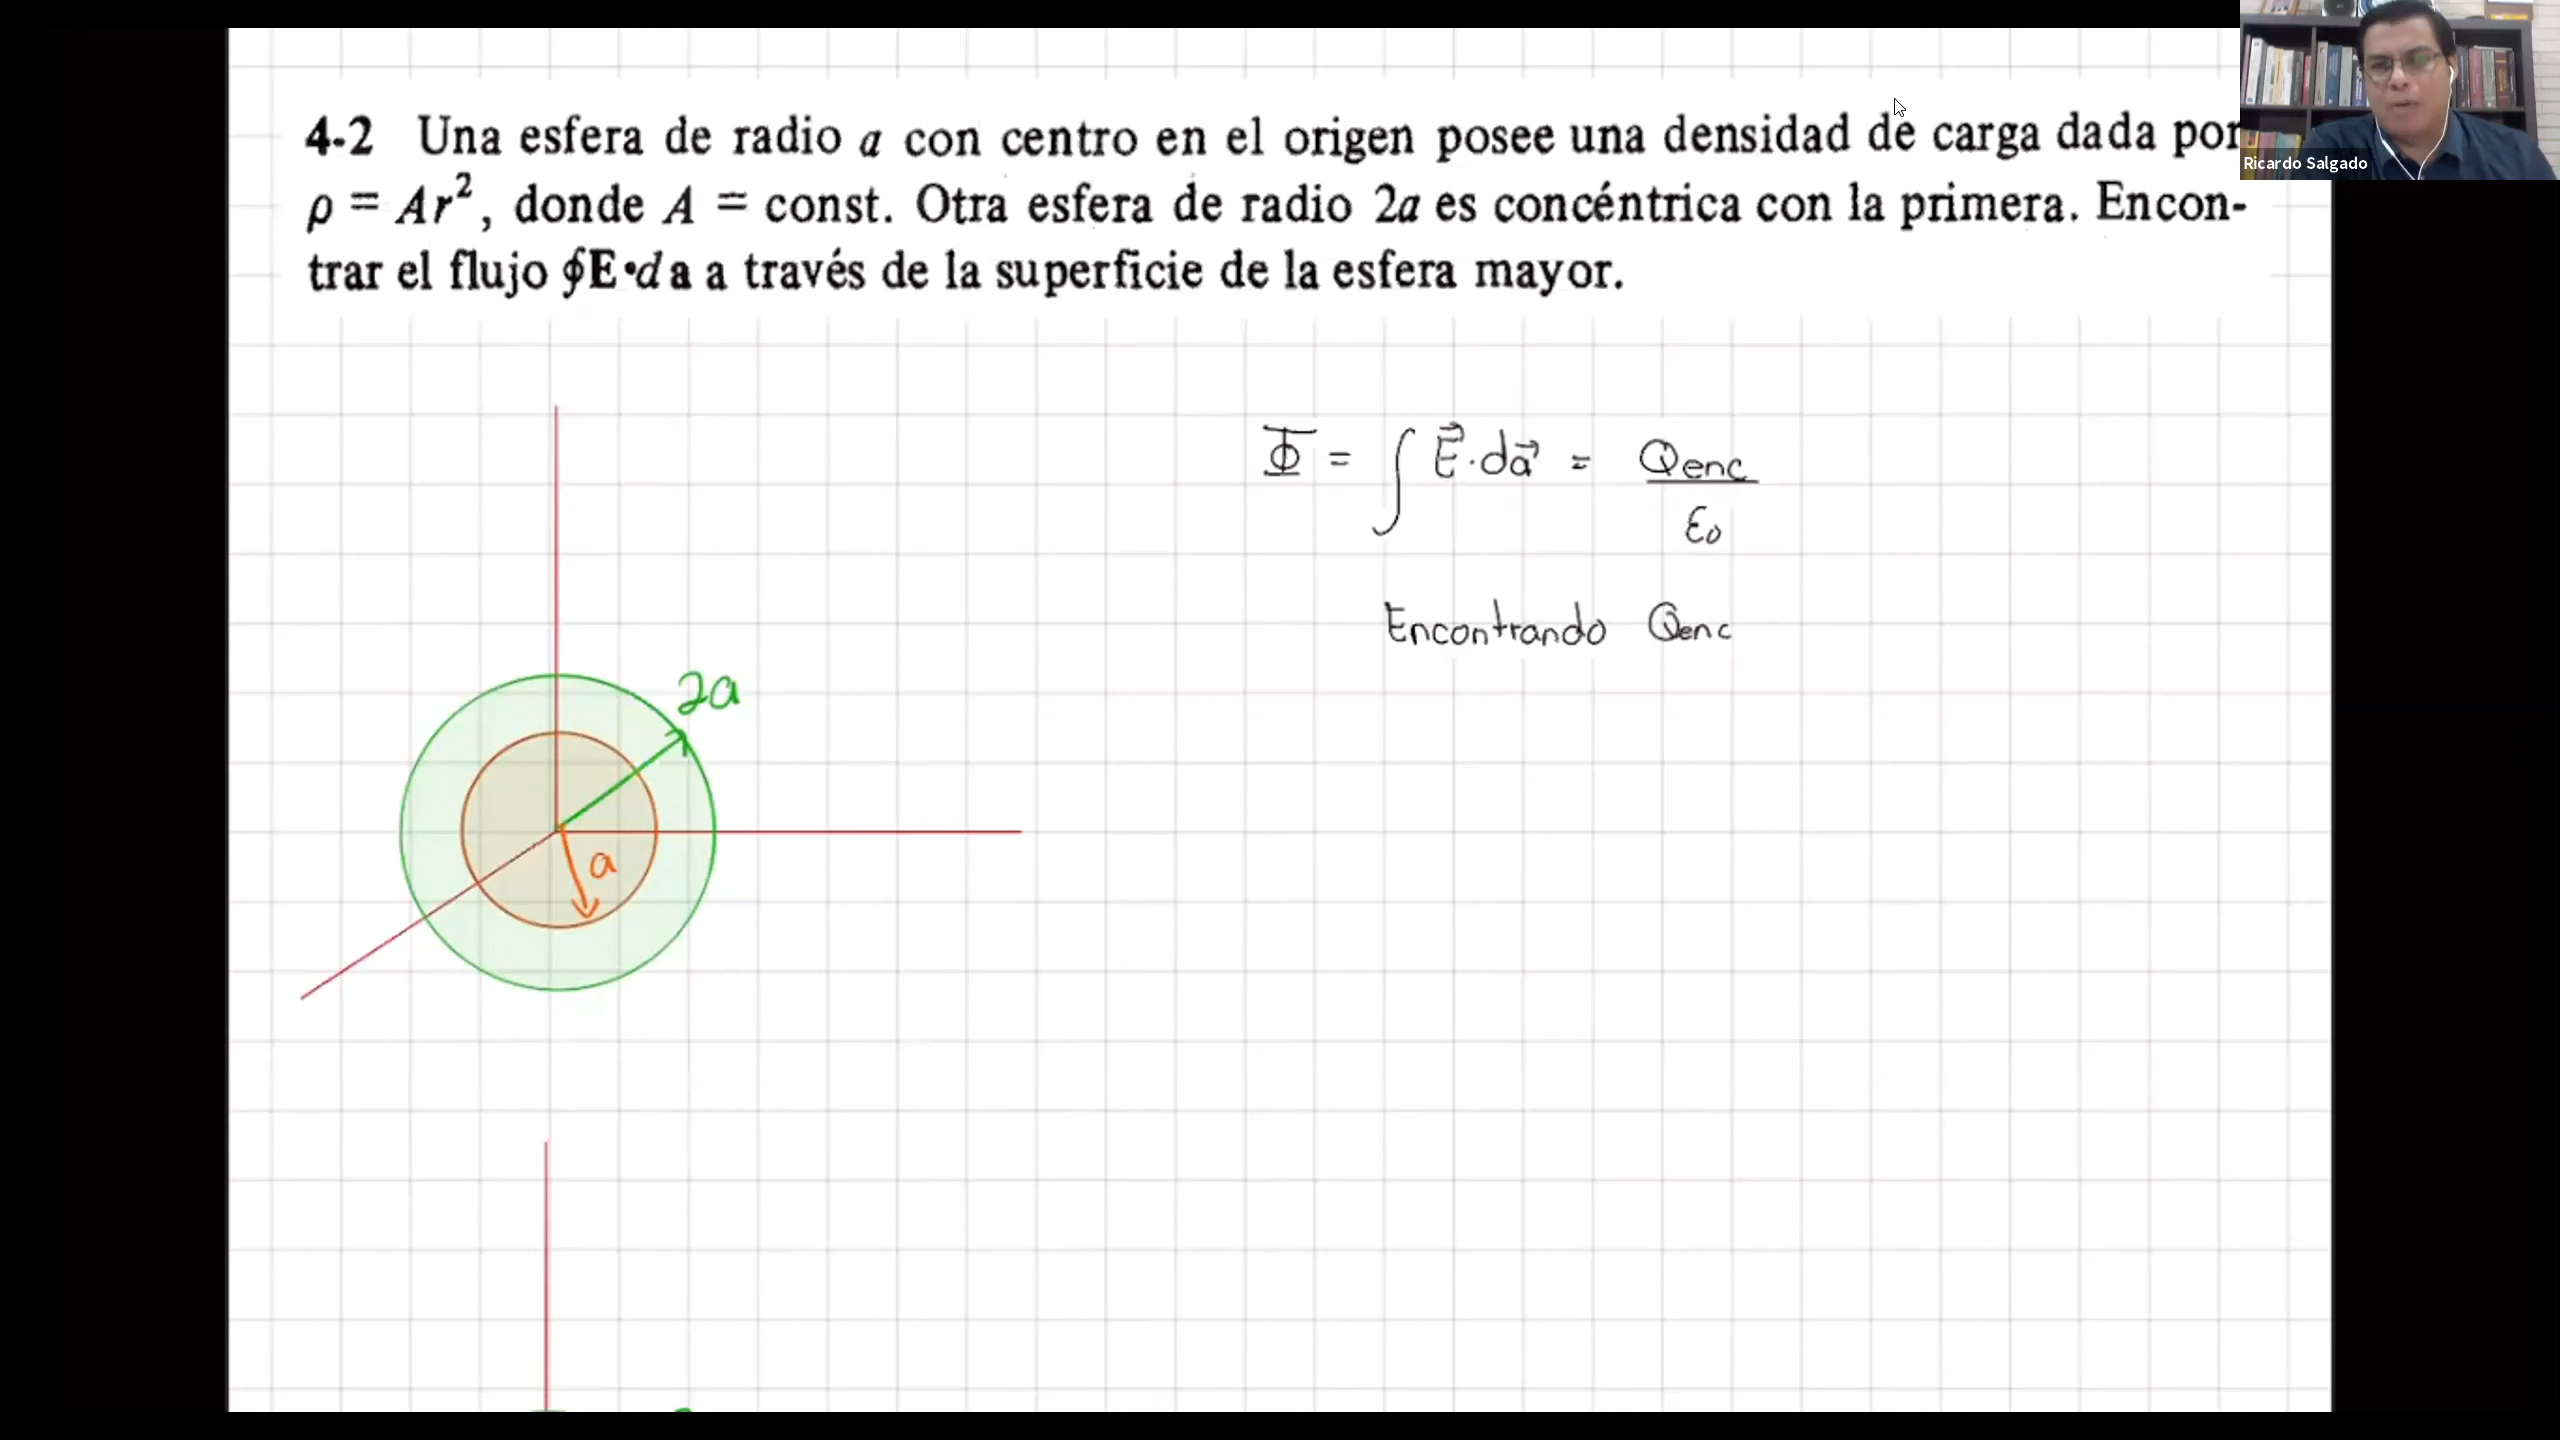 4-2 Una esfera de radio a con centro en el origen posee una densidad de carga dada por
ρ = Ar², donde A = const. Otra esfera de radio 2a es concéntrica con la primera. Encon-
trar el flujo ∮E•da a través de la superficie de la esfera mayor.
Ricardo Salgado
Φ = ∫ E⃗·da⃗ = Qenc / ε0
Encontrando Qenc
2a
a